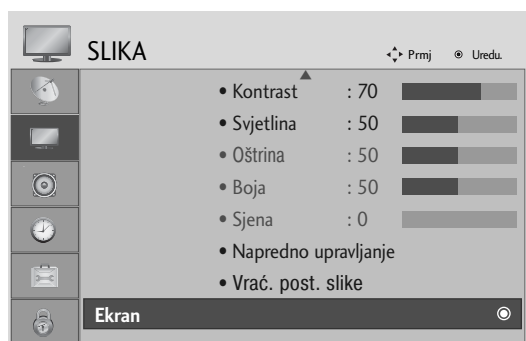 SLIKA Prmj Uredu.
• Kontrast : 70
• Svjetlina : 50
• Oštrina : 50
• Boja : 50
• Sjena : 0
• Napredno upravljanje
• Vrać. post. slike
Ekran